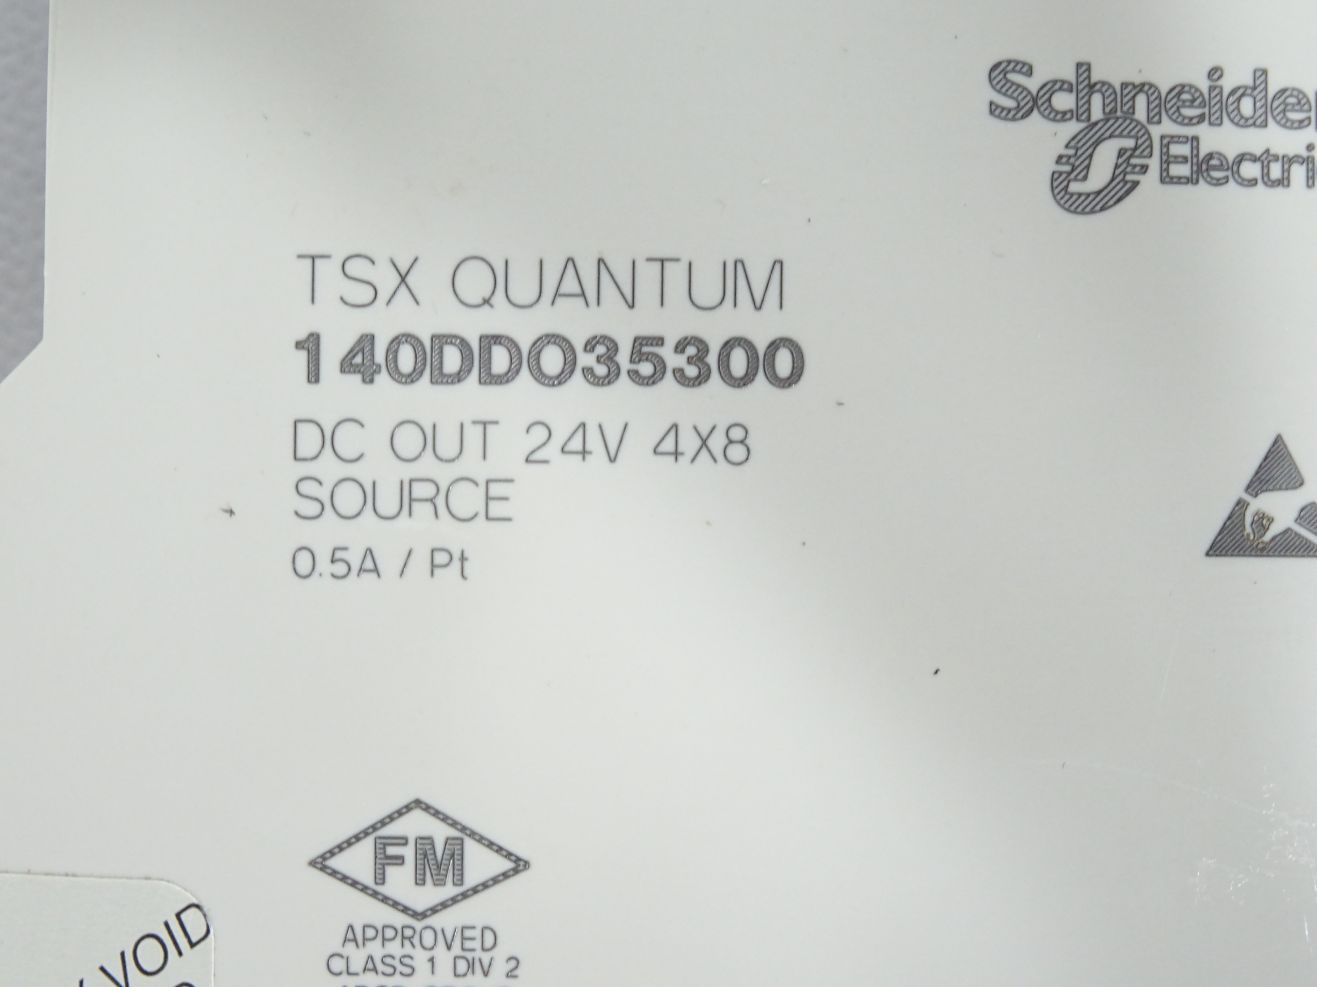 Schneider
Electric
TSX QUANTUM
140DDO35300
DC OUT 24V 4X8
SOURCE
0.5A / Pt
FM
APPROVED
CLASS 1 DIV 2
VOID